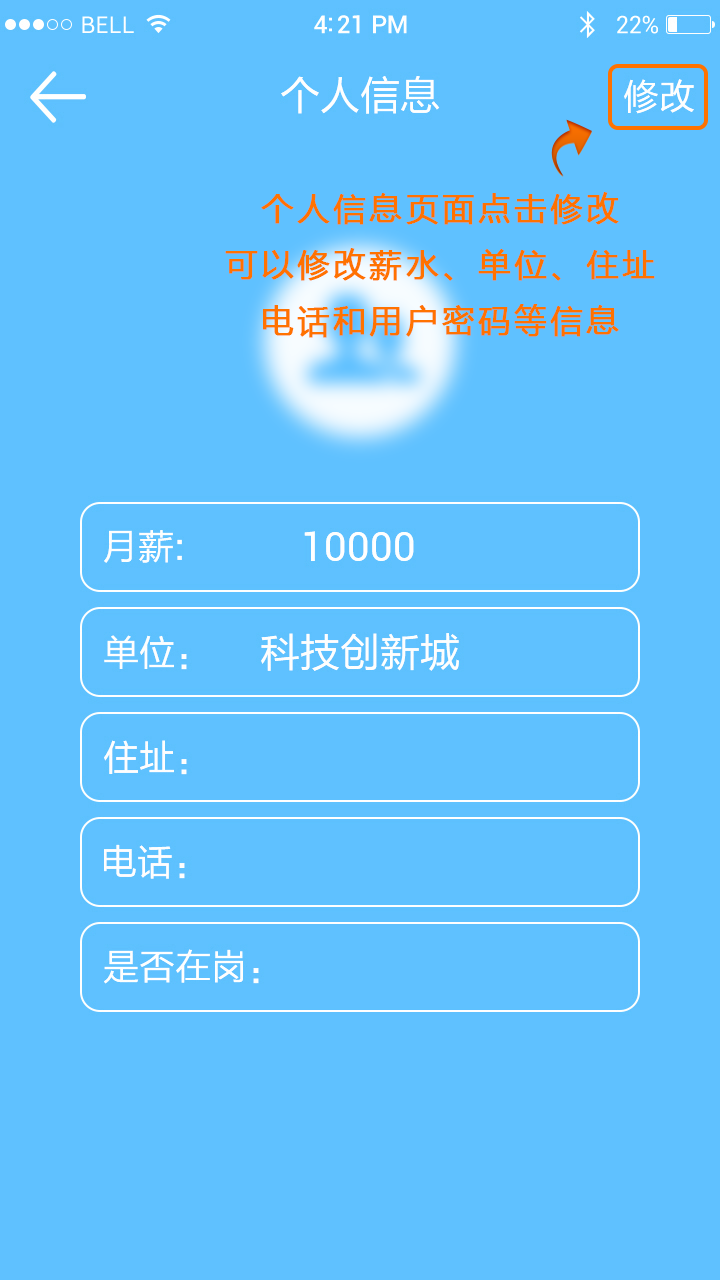 BELL 4:21 PM 22%
个人信息 修改
个人信息页面点击修改
可以修改薪水、单位、住址
电话和用户密码等信息
月薪: 10000
单位： 科技创新城
住址：
电话：
是否在岗：